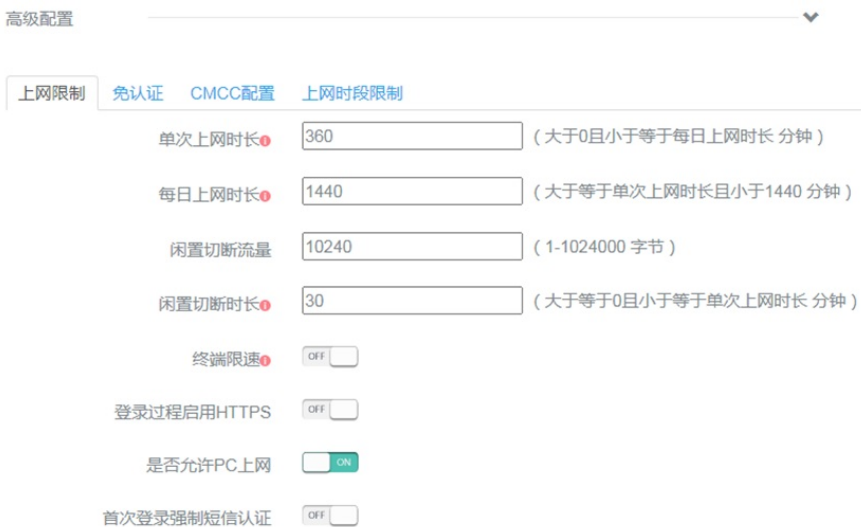 高级配置
上网限制 免认证 CMCC配置 上网时段限制
单次上网时长 360 (大于0且小于等于每日上网时长 分钟)
每日上网时长 1440 (大于等于单次上网时长且小于1440 分钟)
闲置切断流量 10240 (1-1024000 字节)
闲置切断时长 30 (大于等于0且小于等于单次上网时长 分钟)
终端限速 OFF
登录过程启用HTTPS OFF
是否允许PC上网 ON
首次登录强制短信认证 OFF